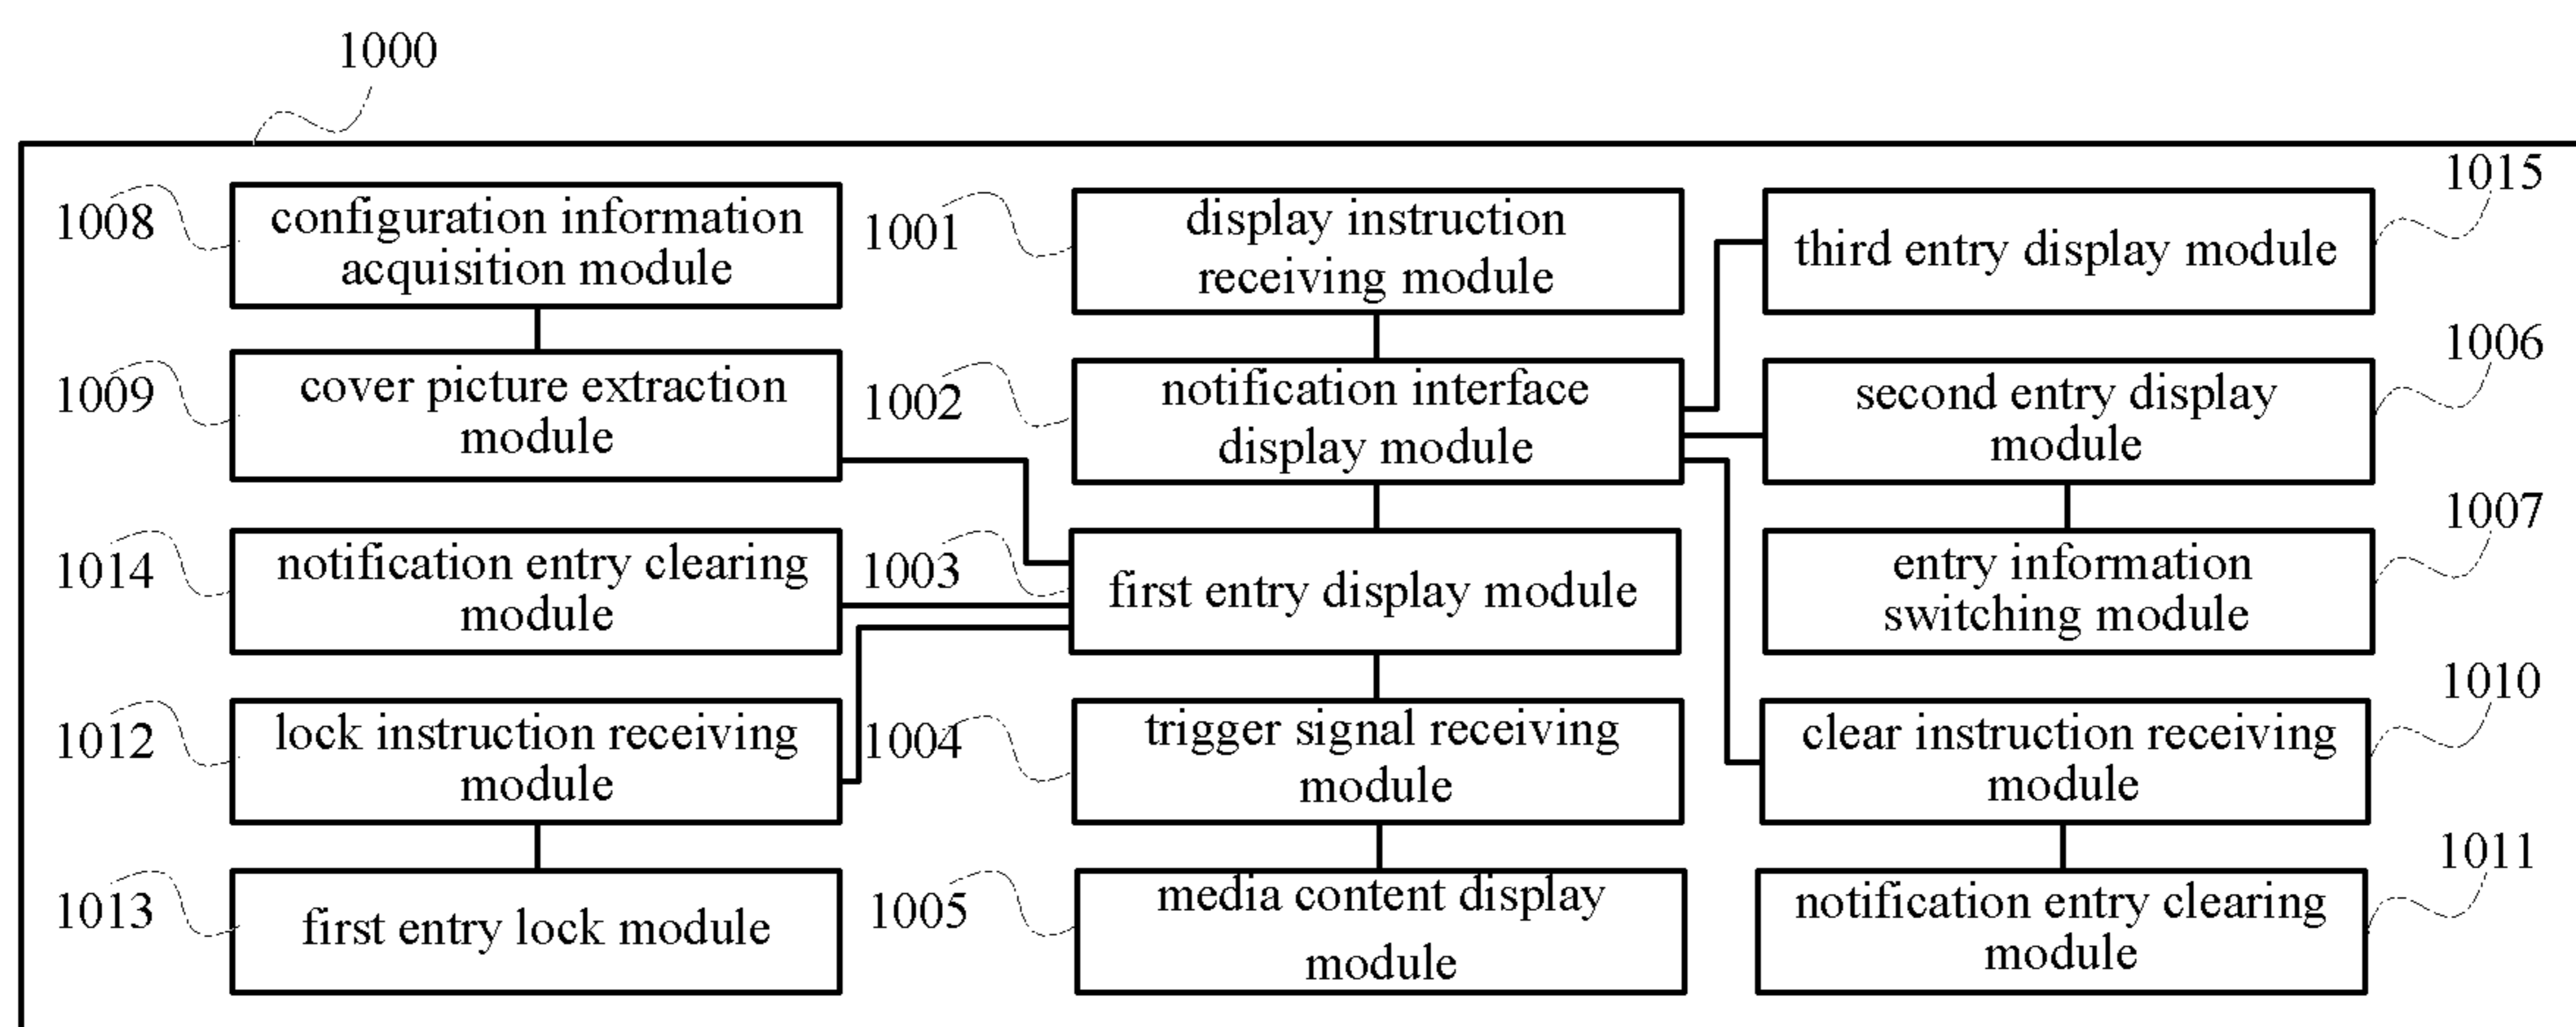 1000
1008
configuration information
acquisition module
1001
display instruction
receiving module
1015
third entry display module
1009
cover picture extraction
module
1002
notification interface
display module
1006
second entry display
module
1014
notification entry clearing
module
1003
first entry display module
1007
entry information
switching module
1012
lock instruction receiving
module
1004
trigger signal receiving
module
1010
clear instruction receiving
module
1013
first entry lock module
1005
media content display
module
1011
notification entry clearing
module